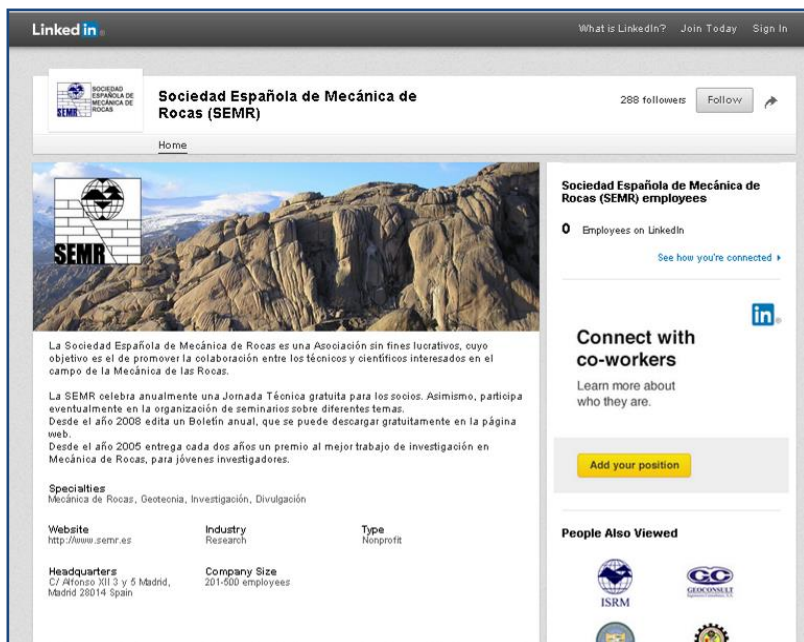 Linked in
What is LinkedIn? Join Today Sign In
SOCIEDAD
ESPAÑOLA DE
MECÁNICA DE
ROCAS
SEMR
Sociedad Española de Mecánica de
Rocas (SEMR)
288 followers Follow
Home
SEMR
La Sociedad Española de Mecánica de Rocas es una Asociación sin fines lucrativos, cuyo
objetivo es el de promover la colaboración entre los técnicos y científicos interesados en el
campo de la Mecánica de las Rocas.
La SEMR celebra anualmente una Jornada Técnica gratuita para los socios. Asimismo, participa
eventualmente en la organización de seminarios sobre diferentes temas.
Desde el año 2008 edita un Boletín anual, que se puede descargar gratuitamente en la página
web.
Desde el año 2005 entrega cada dos años un premio al mejor trabajo de investigación en
Mecánica de Rocas, para jóvenes investigadores.
Specialties
Mecánica de Rocas, Geotecnia, Investigación, Divulgación
Website Industry Type
http://www.semr.es Research Nonprofit
Headquarters Company Size
C/ Alfonso XII 3 y 5 Madrid, 201-500 employees
Madrid 28014 Spain
Sociedad Española de Mecánica de
Rocas (SEMR) employees
0 Employees on LinkedIn
See how you're connected
in
Connect with
co-workers
Learn more about
who they are.
Add your position
People Also Viewed
ISRM
GEOCONSULT